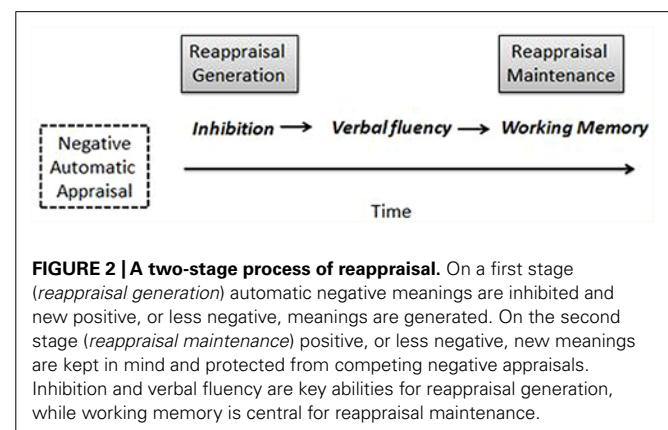 Reappraisal
Generation
Reappraisal
Maintenance
Inhibition → Verbal fluency → Working Memory
Negative
Automatic
Appraisal
Time
FIGURE 2 | A two-stage process of reappraisal. On a first stage
(reappraisal generation) automatic negative meanings are inhibited and
new positive, or less negative, meanings are generated. On the second
stage (reappraisal maintenance) positive, or less negative, new meanings
are kept in mind and protected from competing negative appraisals.
Inhibition and verbal fluency are key abilities for reappraisal generation,
while working memory is central for reappraisal maintenance.